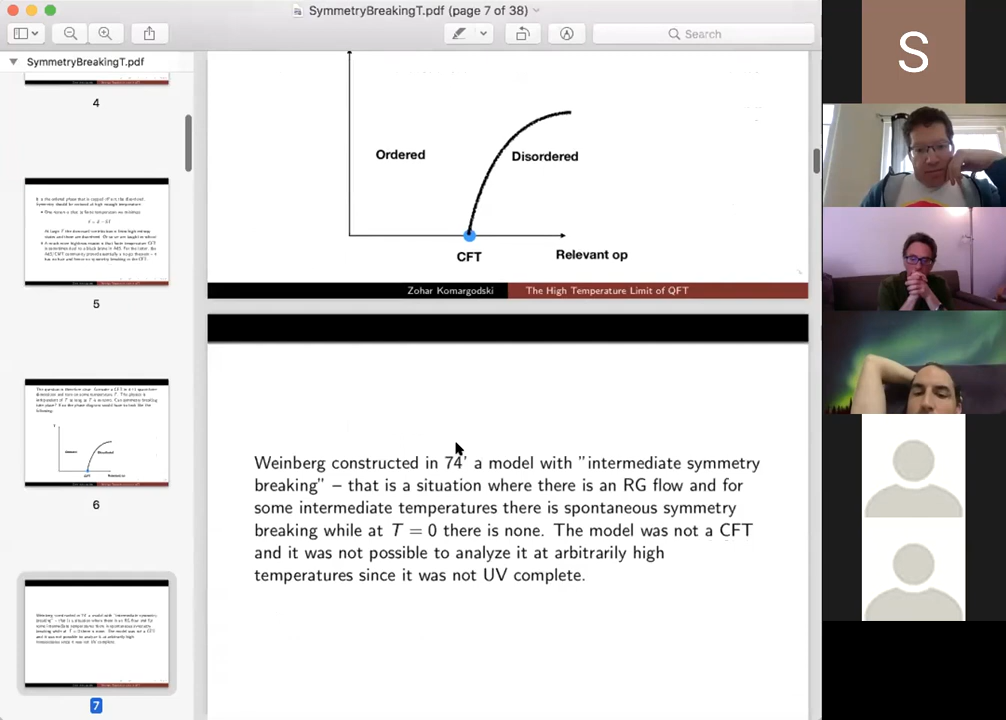 SymmetryBreakingT.pdf (page 7 of 38)
Search
SymmetryBreakingT.pdf
4
5
6
7
Ordered
Disordered
CFT
Relevant op
Zohar Komargodski
The High Temperature Limit of QFT
Weinberg constructed in 74' a model with "intermediate symmetry
breaking" – that is a situation where there is an RG flow and for
some intermediate temperatures there is spontaneous symmetry
breaking while at T = 0 there is none. The model was not a CFT
and it was not possible to analyze it at arbitrarily high
temperatures since it was not UV complete.
S